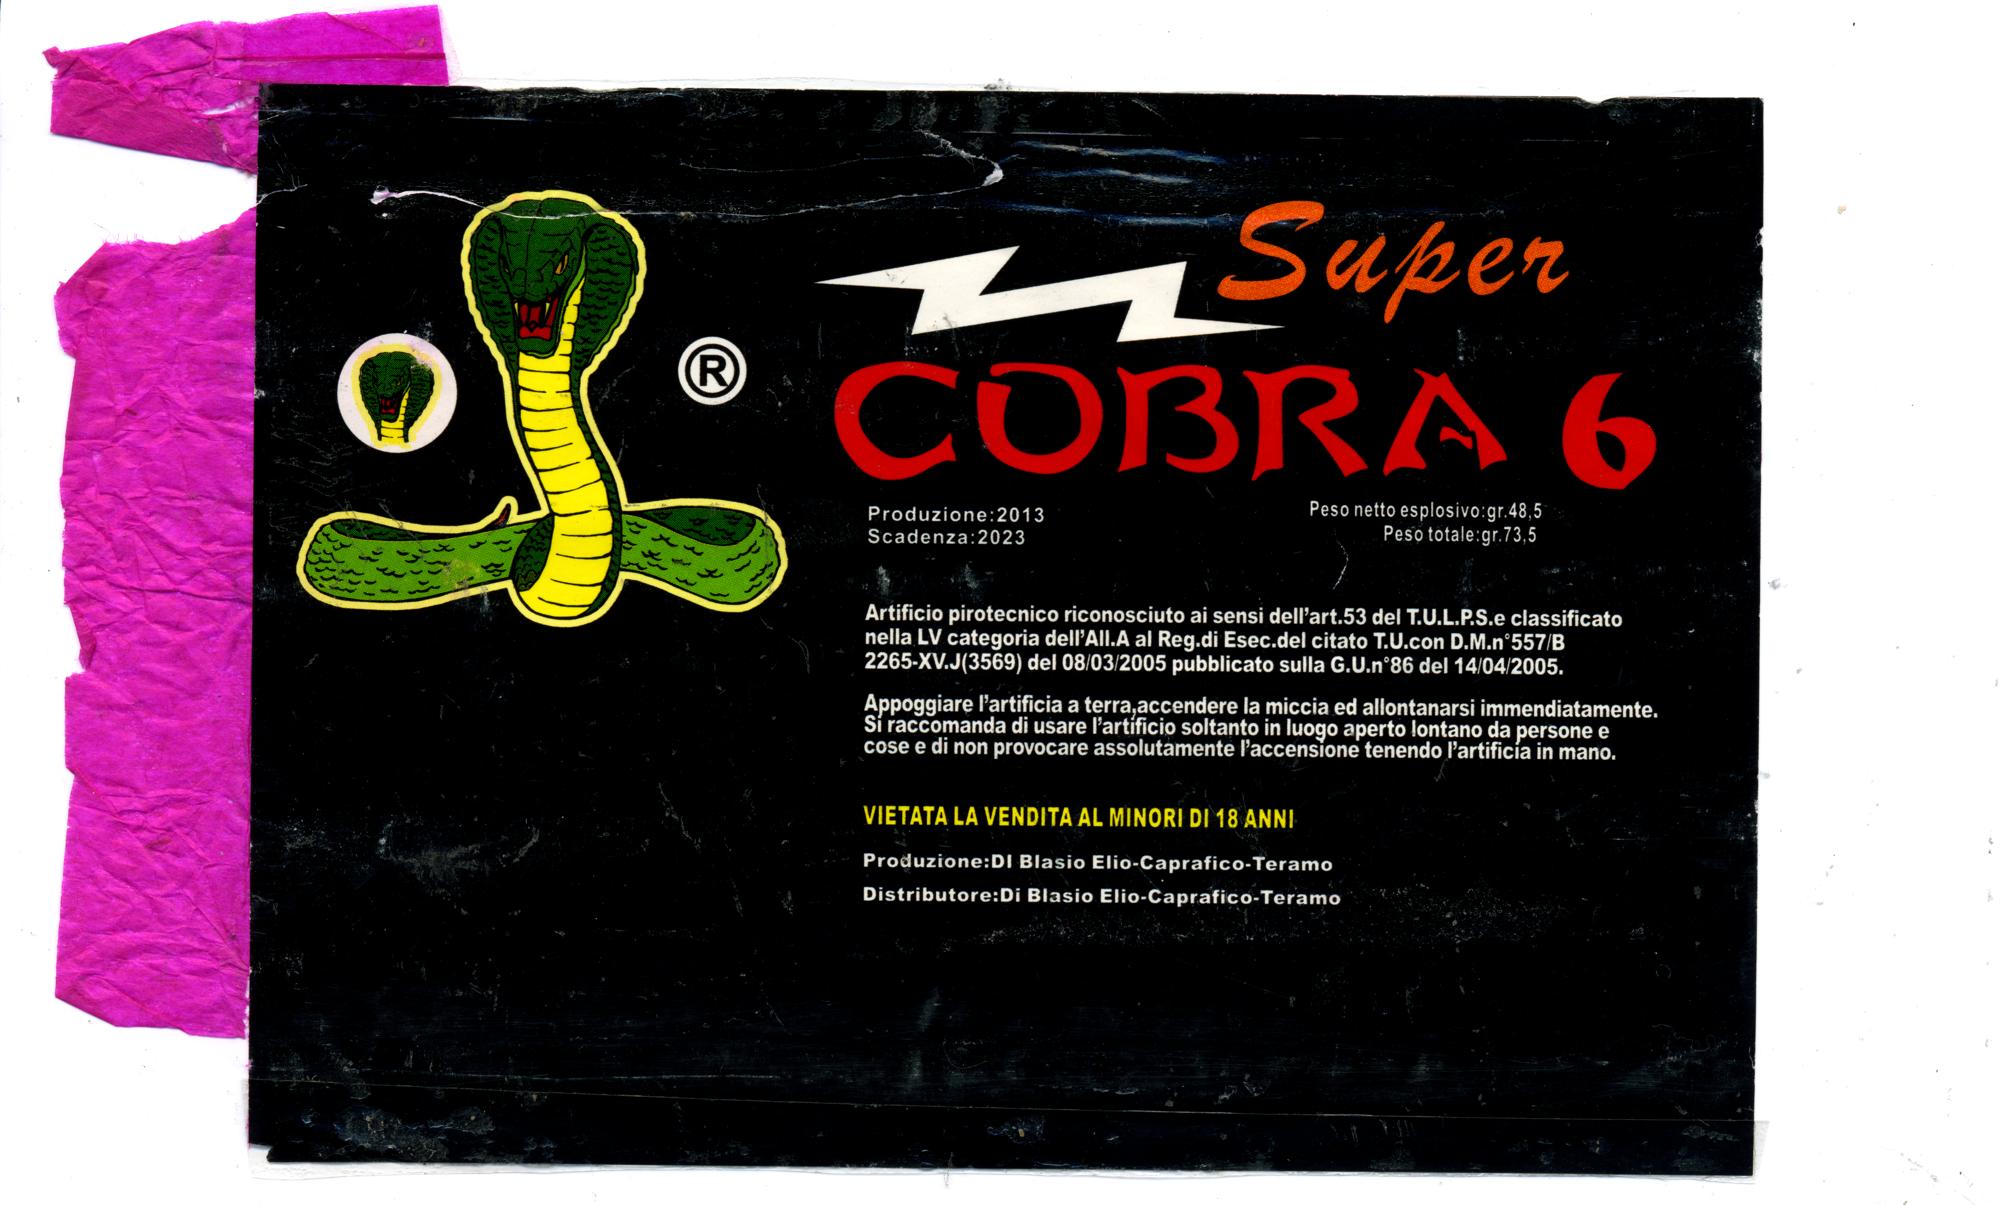 Super
®
COBRA 6
Produzione:2013
Peso netto esplosivo:gr.48,5
Scadenza:2023
Peso totale:gr.73,5
Artificio pirotecnico riconosciuto ai sensi dell'art.53 del T.U.L.P.S.e classificato
nella LV categoria dell'All.A al Reg.di Esec.del citato T.U.con D.M.n°557/B
2265-XV.J(3569) del 08/03/2005 pubblicato sulla G.U.n°86 del 14/04/2005.
Appoggiare l'artificia a terra,accendere la miccia ed allontanarsi immendiatamente.
Si raccomanda di usare l'artificio soltanto in luogo aperto lontano da persone e
cose e di non provocare assolutamente l'accensione tenendo l'artificia in mano.
VIETATA LA VENDITA AL MINORI DI 18 ANNI
Produzione:DI Blasio Elio-Caprafico-Teramo
Distributore:Di Blasio Elio-Caprafico-Teramo